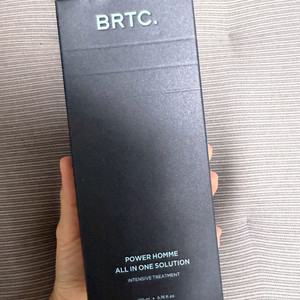 BRTC.
POWER HOMME
ALL IN ONE SOLUTION
INTENSIVE TREATMENT